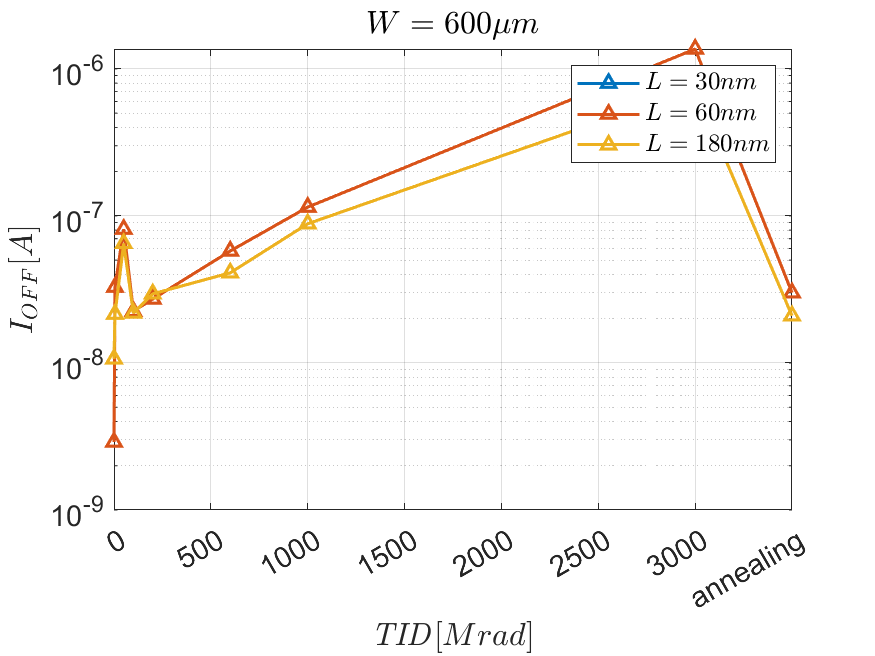 W = 600μm
10^-6
10^-7
10^-8
10^-9
I_OFF[A]
L = 30nm
L = 60nm
L = 180nm
0
500
1000
1500
2000
2500
3000
annealing
TID[Mrad]